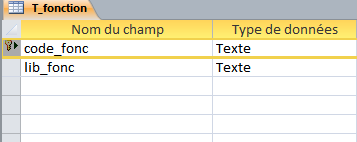 T_fonction
Nom du champ Type de données
code_fonc Texte
lib_fonc Texte